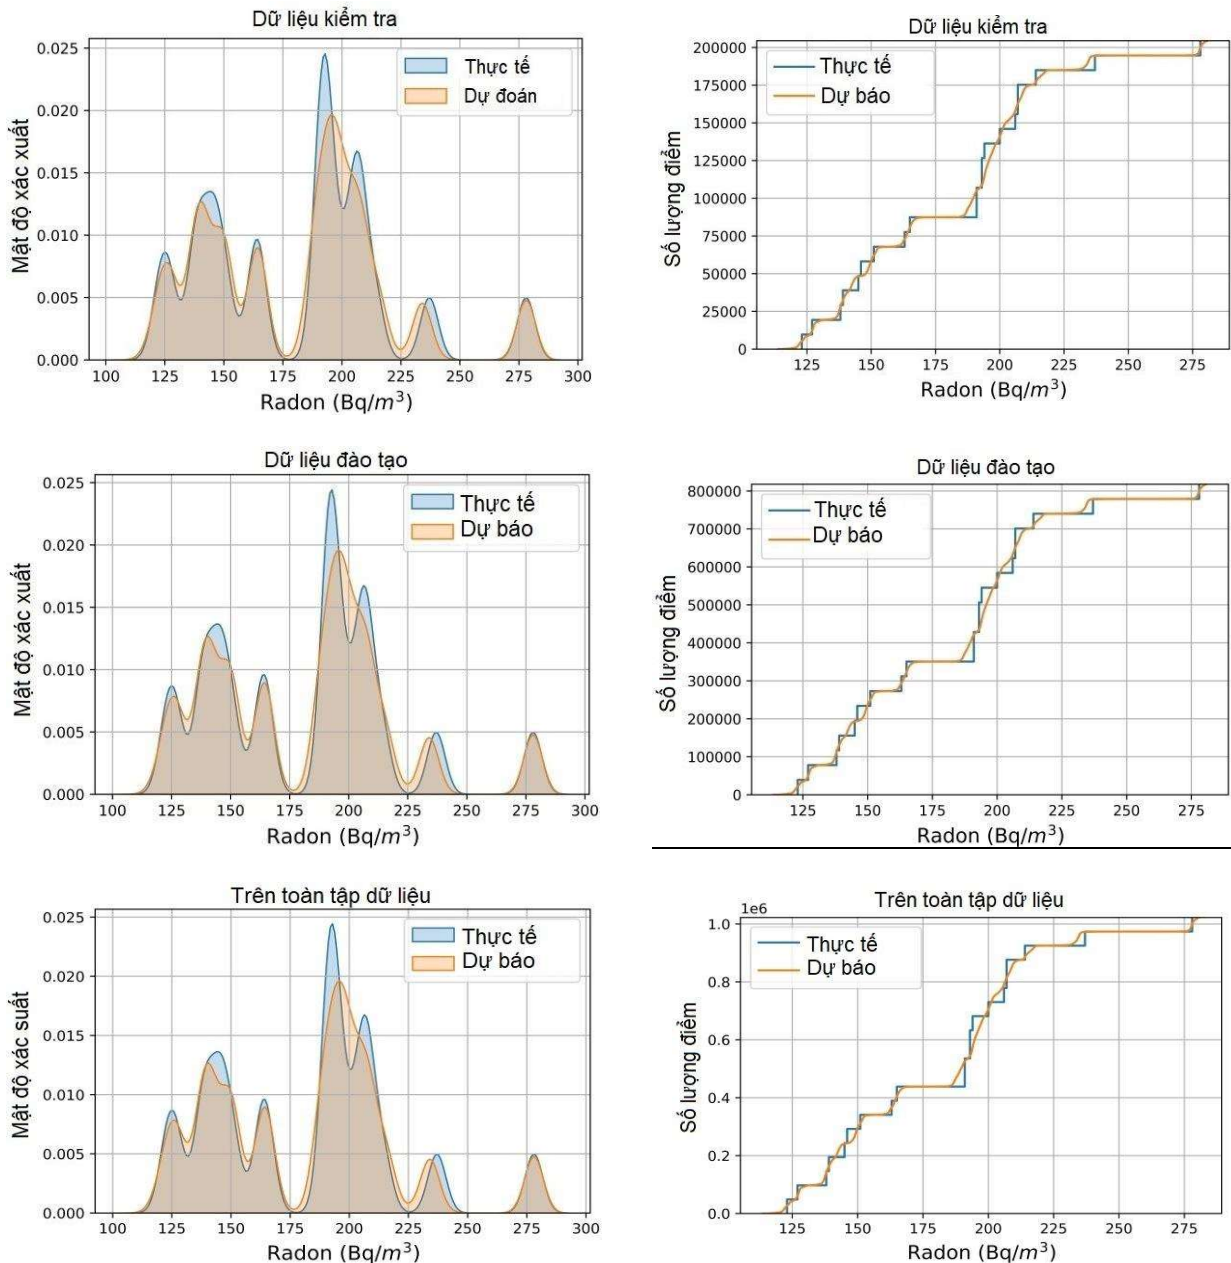 Dữ liệu kiểm tra
0.025
0.020
0.015
0.010
0.005
0.000
Mật độ xác xuất
Thực tế
Dự đoán
100 125 150 175 200 225 250 275 300
Radon (Bq/m³)
Dữ liệu kiểm tra
200000
175000
150000
125000
100000
75000
50000
25000
0
Số lượng điểm
Thực tế
Dự báo
125 150 175 200 225 250 275
Radon (Bq/m³)
Dữ liệu đào tạo
0.025
0.020
0.015
0.010
0.005
0.000
Mật độ xác xuất
Thực tế
Dự báo
100 125 150 175 200 225 250 275 300
Radon (Bq/m³)
Dữ liệu đào tạo
800000
700000
600000
500000
400000
300000
200000
100000
0
Số lượng điểm
Thực tế
Dự báo
125 150 175 200 225 250 275
Radon (Bq/m³)
Trên toàn tập dữ liệu
0.025
0.020
0.015
0.010
0.005
0.000
Mật độ xác suất
Thực tế
Dự báo
100 125 150 175 200 225 250 275 300
Radon (Bq/m³)
Trên toàn tập dữ liệu
1e6
1.0
0.8
0.6
0.4
0.2
0.0
Số lượng điểm
Thực tế
Dự báo
125 150 175 200 225 250 275
Radon (Bq/m³)